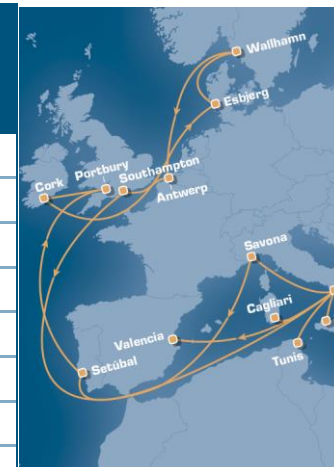 Wallhamn
Esbjerg
Portbury
Southampton
Cork
Antwerp
Savona
Cagliari
Valencia
Setúbal
Tunis